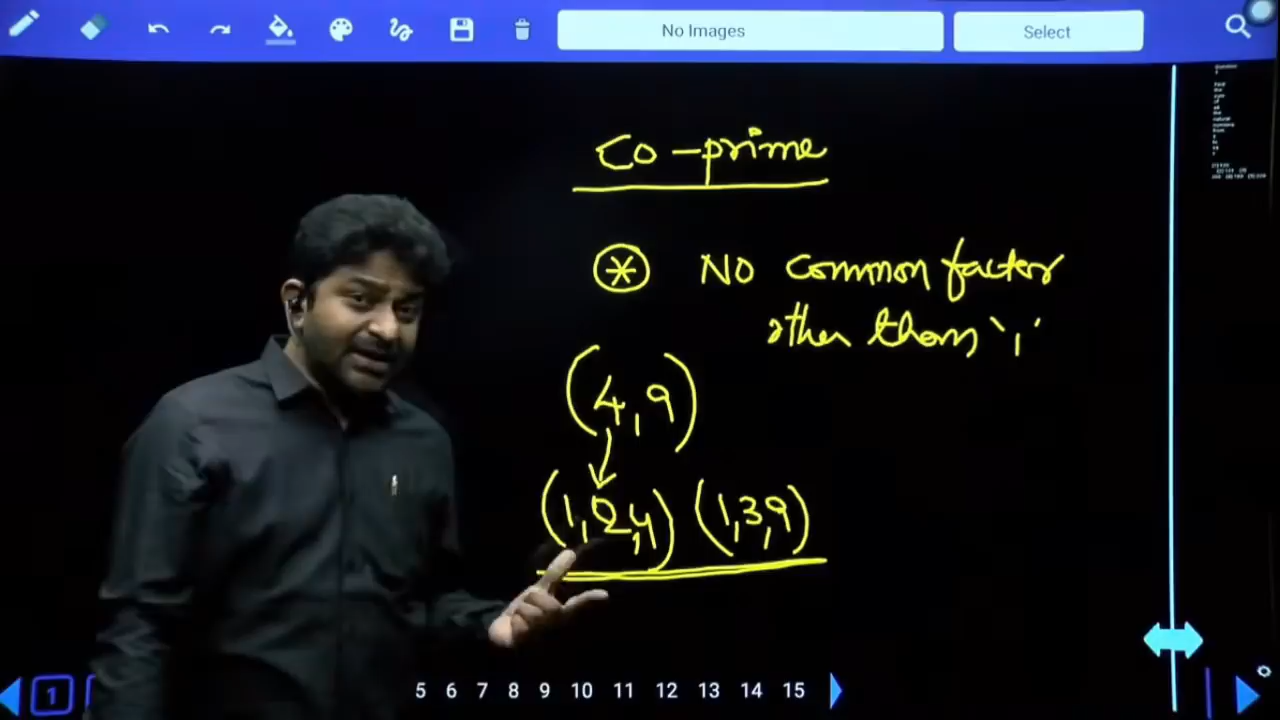 No Images
Select
Co-prime
* No common factor
other than '1'
(4,9)
(1,2,4) (1,3,9)
1
5 6 7 8 9 10 11 12 13 14 15